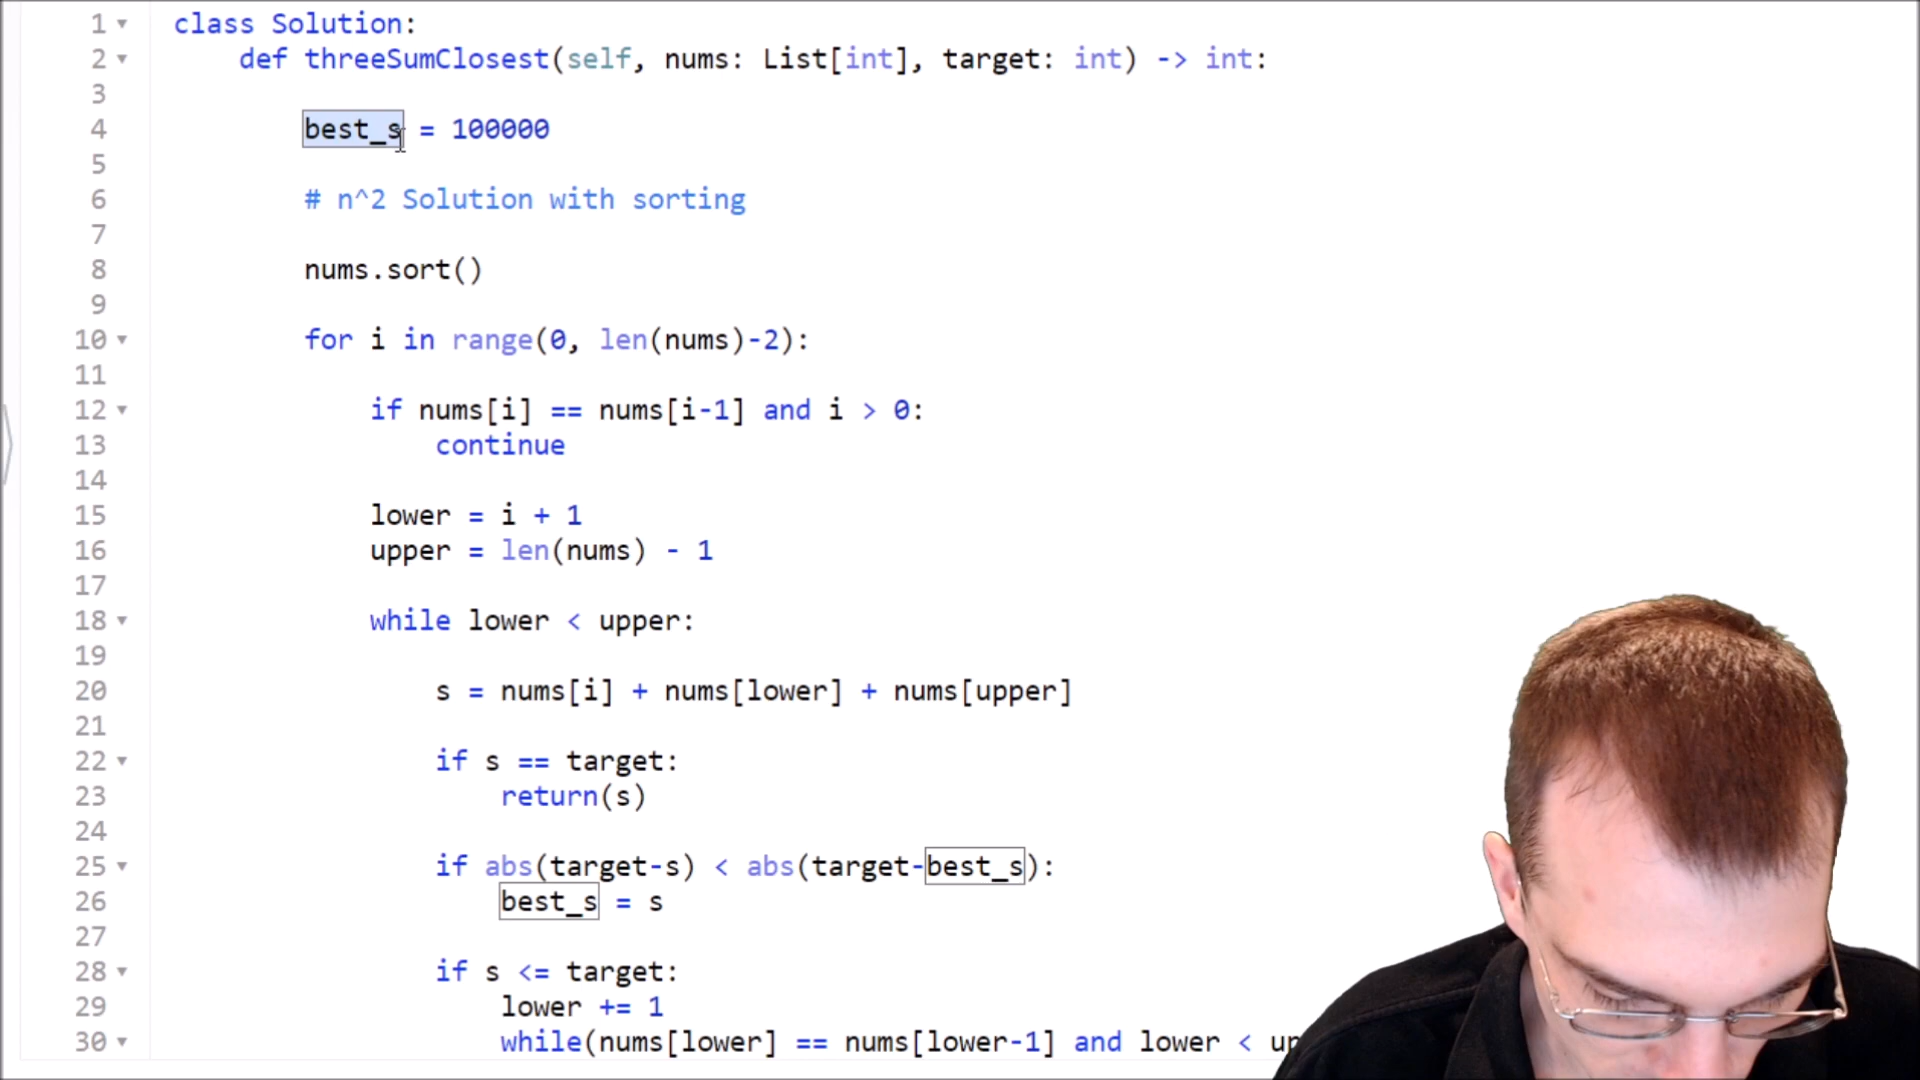 1 class Solution:
2 def threeSumClosest(self, nums: List[int], target: int) -> int:
3
4 best_s = 100000
5
6 # n^2 Solution with sorting
7
8 nums.sort()
9
10 for i in range(0, len(nums)-2):
11
12 if nums[i] == nums[i-1] and i > 0:
13 continue
14
15 lower = i + 1
16 upper = len(nums) - 1
17
18 while lower < upper:
19
20 s = nums[i] + nums[lower] + nums[upper]
21
22 if s == target:
23 return(s)
24
25 if abs(target-s) < abs(target-best_s):
26 best_s = s
27
28 if s <= target:
29 lower += 1
30 while(nums[lower] == nums[lower-1] and lower <